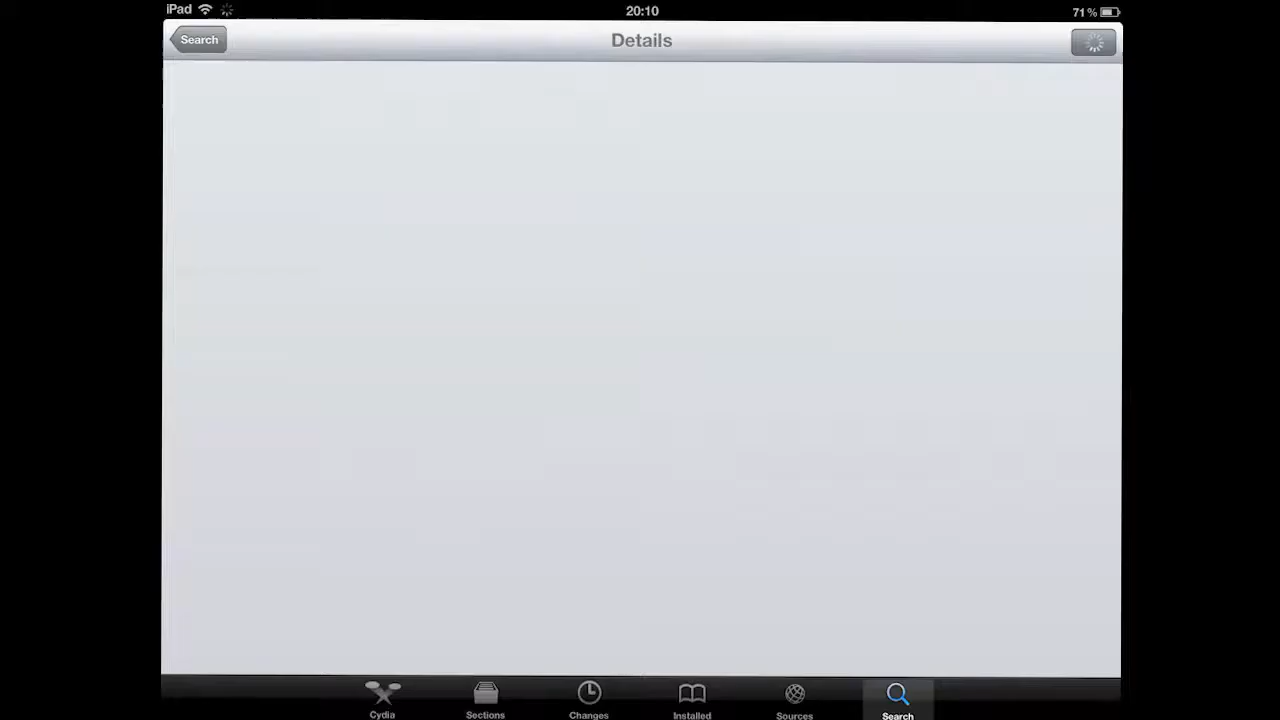 iPad 20:10 71%
Search Details
Cydia Sections Changes Installed Sources Search